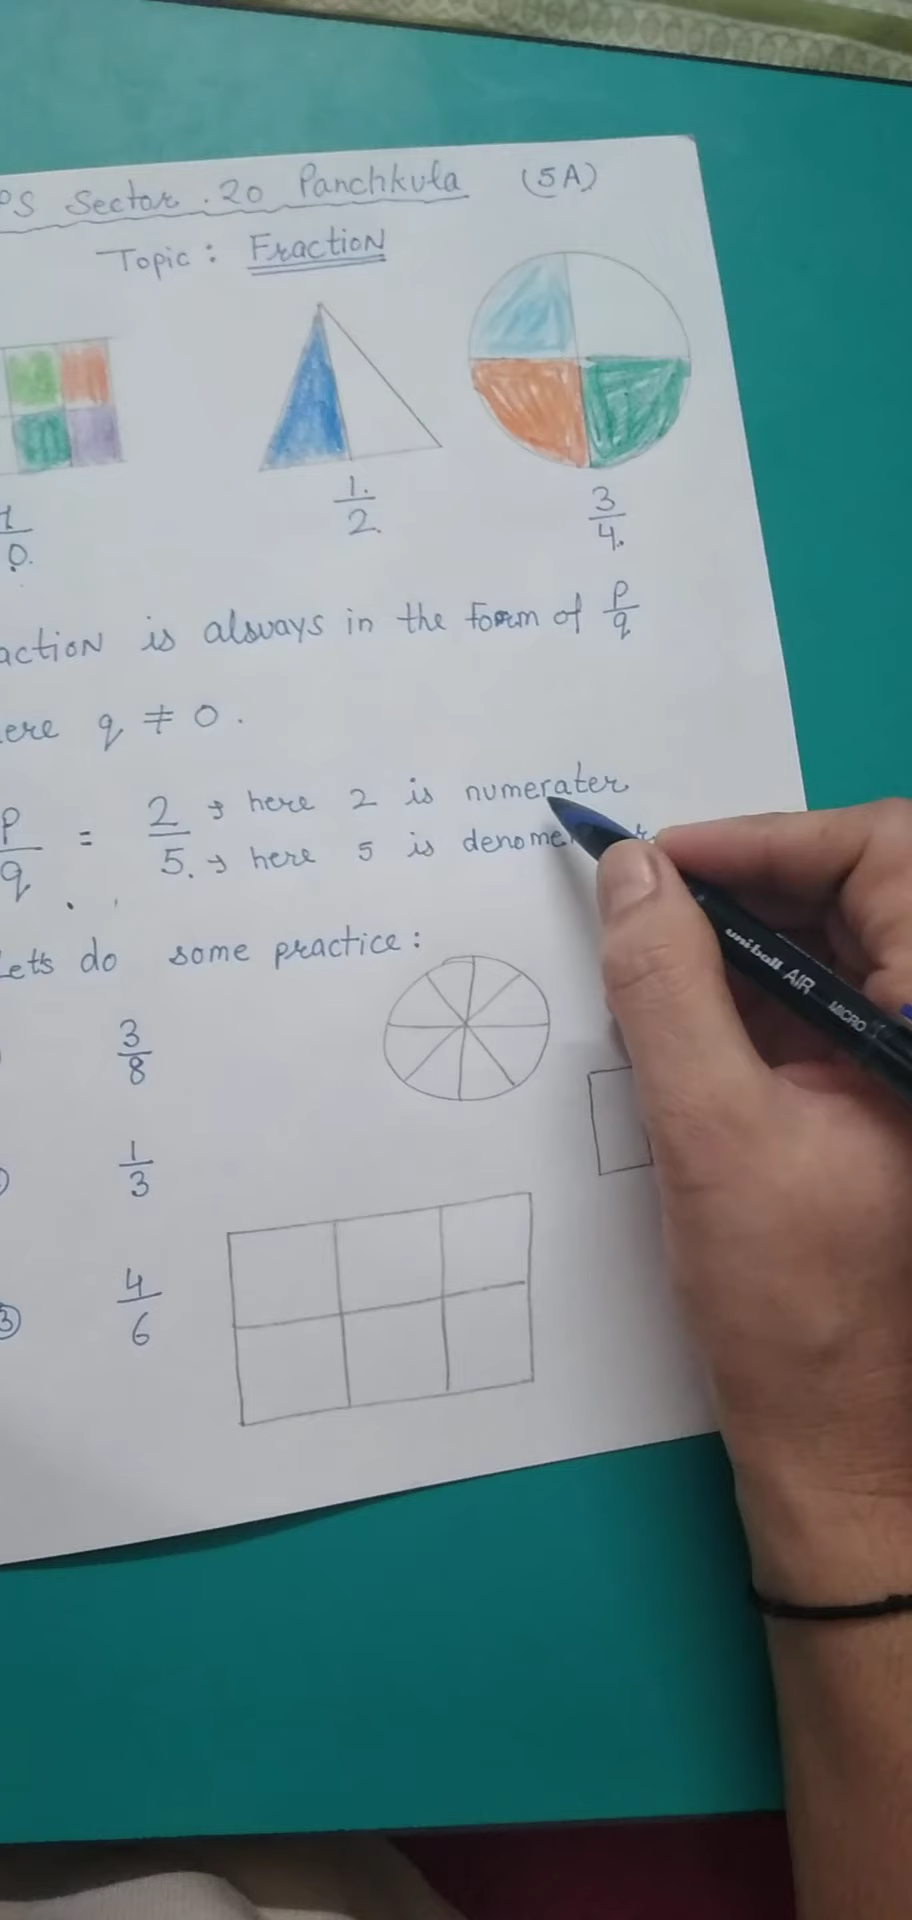 PS Sector.20 Panchkula (5A)
Topic: Fraction
1/2 3/4
action is always in the form of p/q
ere q ≠ 0.
p/q = 2/5 → here 2 is numerater
→ here 5 is denome
Lets do some practice:
3/8
1/3
③ 4/6
uniball AIR MICRO